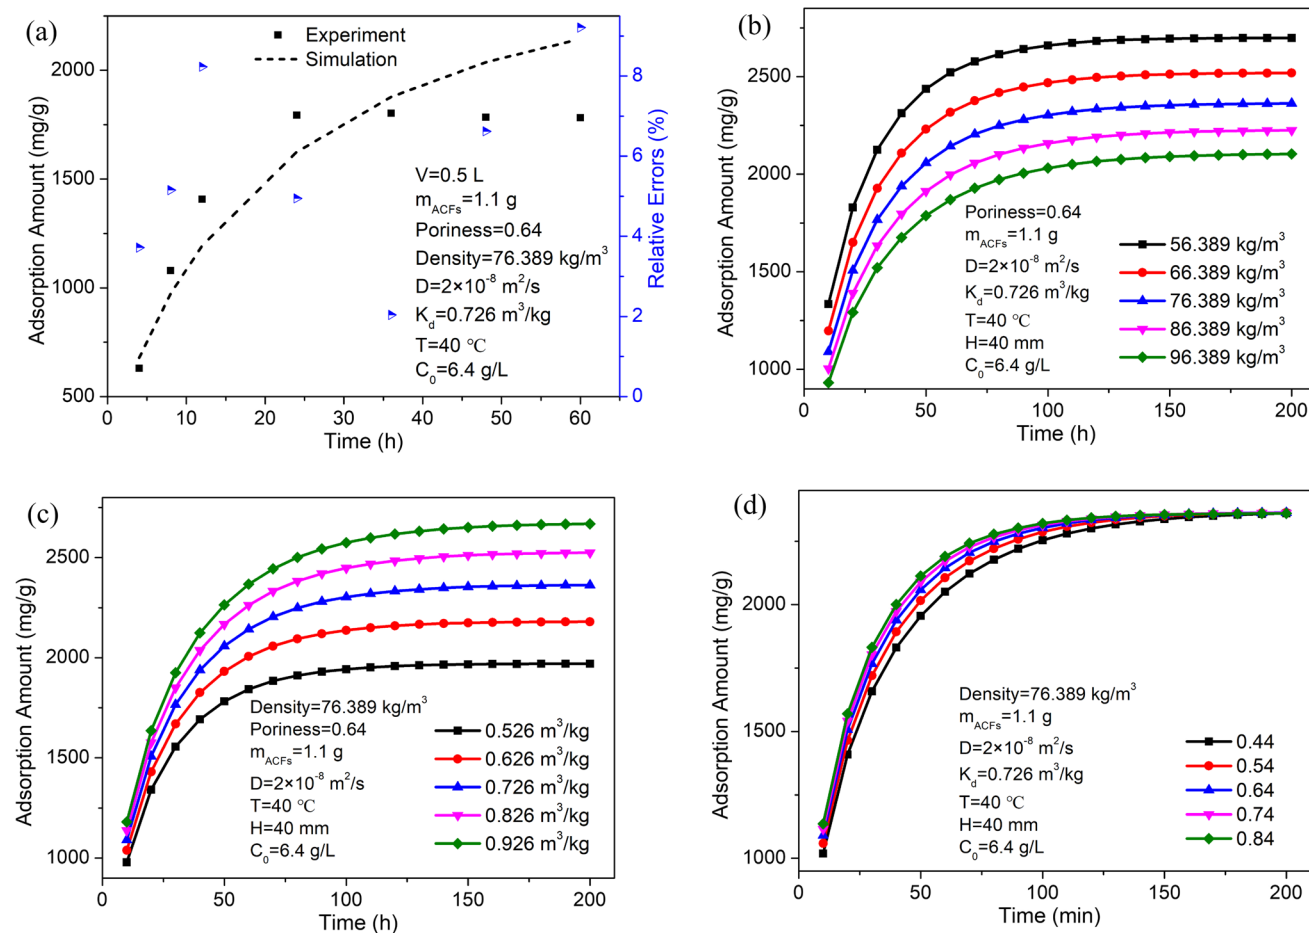 (a)
Experiment
Simulation
2000
1500
1000
500
Adsorption Amount (mg/g)
V=0.5 L
m_ACFs=1.1 g
Poriness=0.64
Density=76.389 kg/m³
D=2×10⁻⁸ m²/s
K_d=0.726 m³/kg
T=40 ℃
C₀=6.4 g/L
8
6
4
2
0
Relative Errors (%)
0 10 20 30 40 50 60
Time (h)
(b)
2500
2000
1500
1000
Adsorption Amount (mg/g)
Poriness=0.64
m_ACFs=1.1 g
D=2×10⁻⁸ m²/s
K_d=0.726 m³/kg
T=40 ℃
H=40 mm
C₀=6.4 g/L
56.389 kg/m³
66.389 kg/m³
76.389 kg/m³
86.389 kg/m³
96.389 kg/m³
0 50 100 150 200
Time (h)
(c)
2500
2000
1500
1000
Adsorption Amount (mg/g)
Density=76.389 kg/m³
Poriness=0.64
m_ACFs=1.1 g
D=2×10⁻⁸ m²/s
T=40 ℃
H=40 mm
C₀=6.4 g/L
0.526 m³/kg
0.626 m³/kg
0.726 m³/kg
0.826 m³/kg
0.926 m³/kg
0 50 100 150 200
Time (h)
(d)
2000
1000
Adsorption Amount (mg/g)
Density=76.389 kg/m³
m_ACFs=1.1 g
D=2×10⁻⁸ m²/s
K_d=0.726 m³/kg
T=40 ℃
H=40 mm
C₀=6.4 g/L
0.44
0.54
0.64
0.74
0.84
0 50 100 150 200
Time (min)